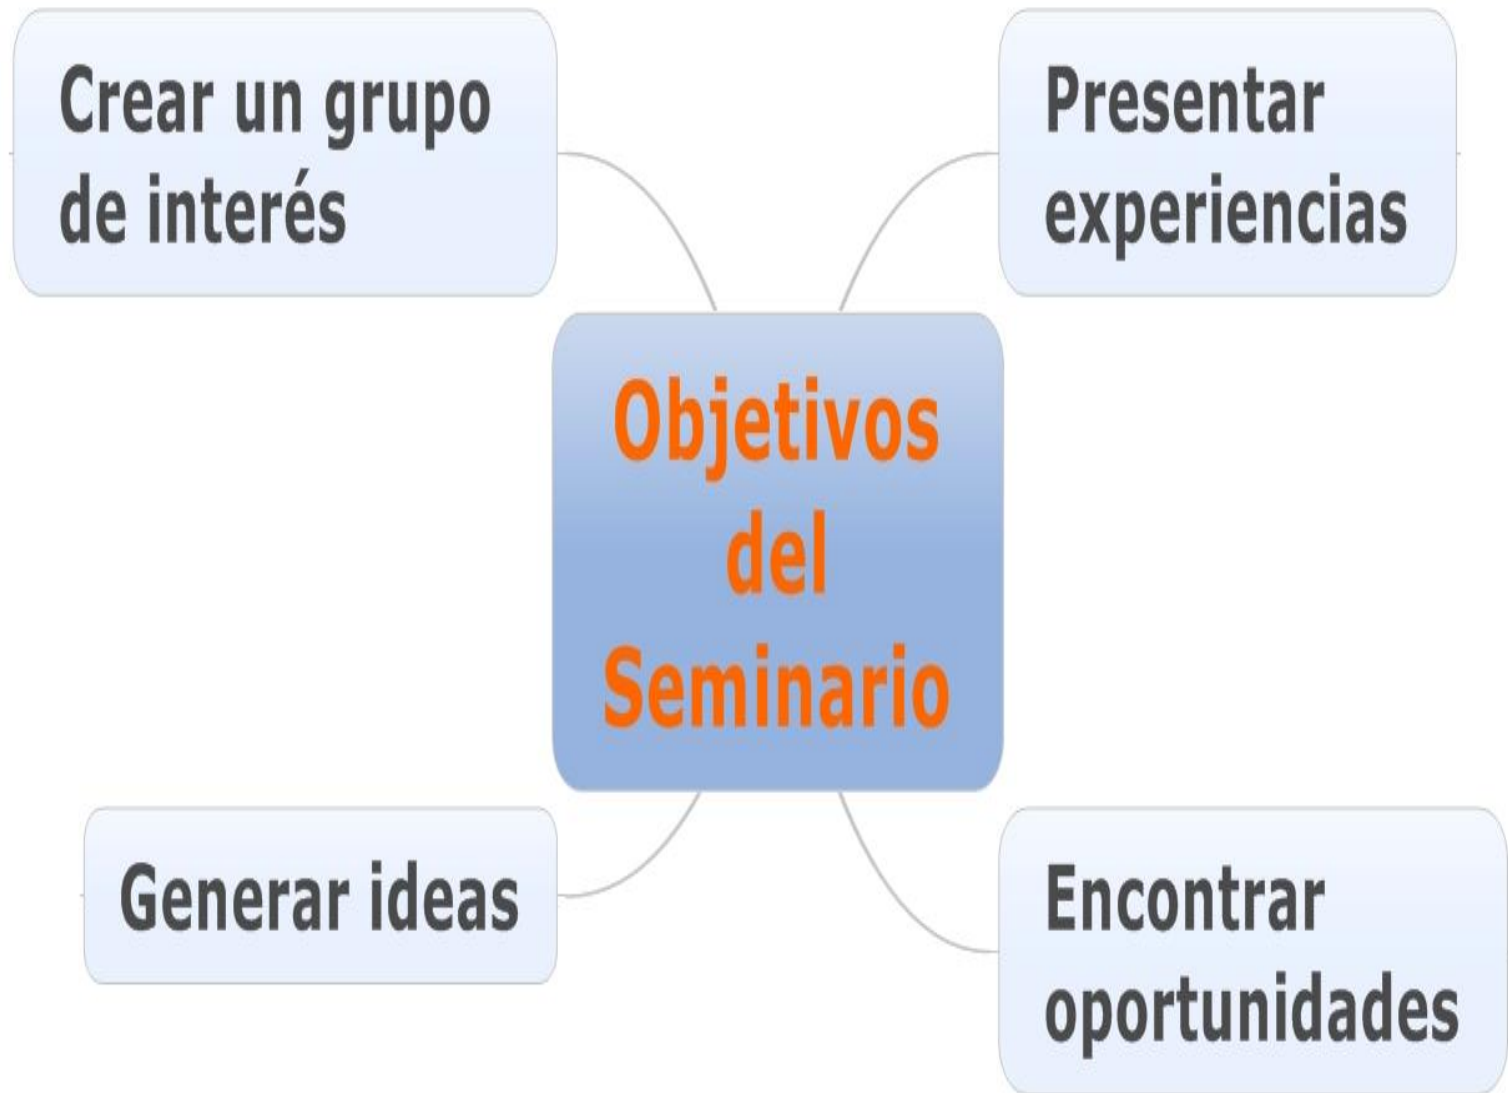 Crear un grupo
de interés
Presentar
experiencias
Objetivos
del
Seminario
Generar ideas
Encontrar
oportunidades